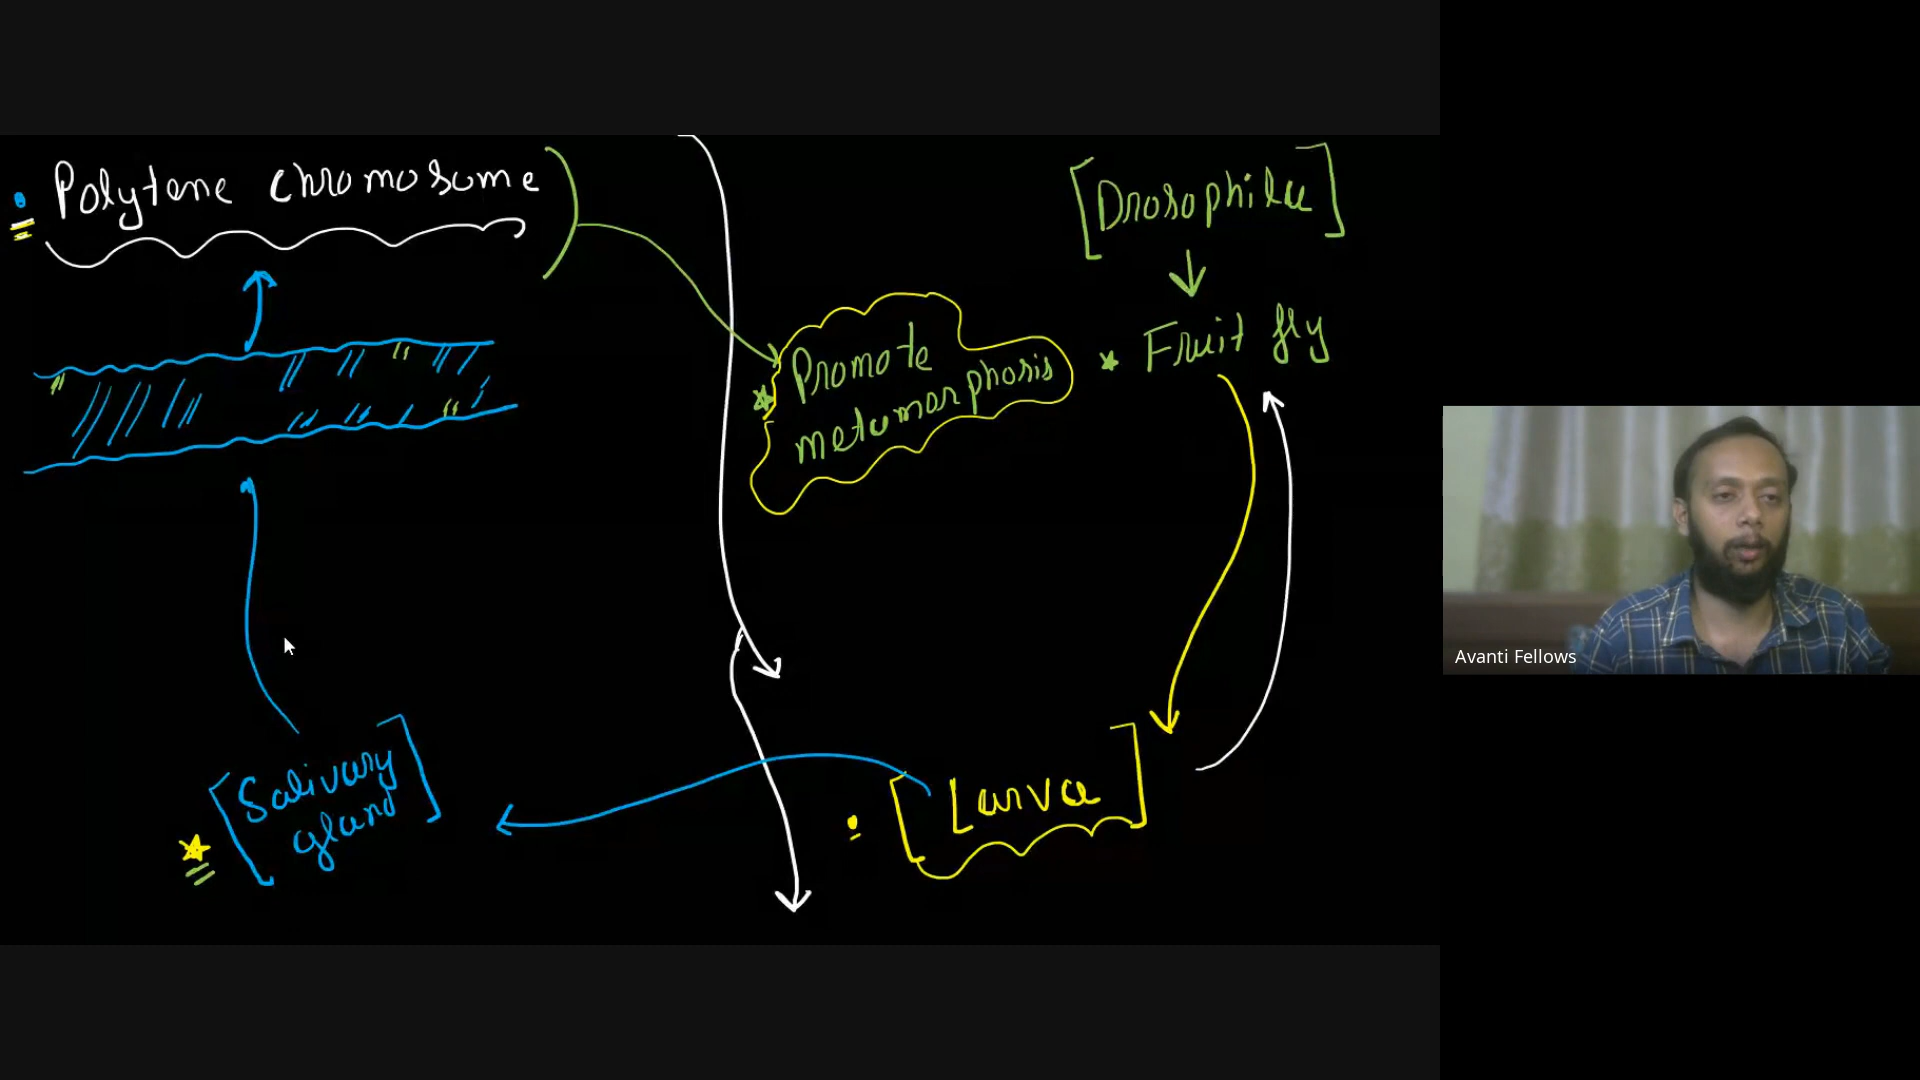 Polytene chromosome
[Drosophila]
Fruit fly
Promote
metamorphosis
[Larva]
[Salivary
gland]
Avanti Fellows